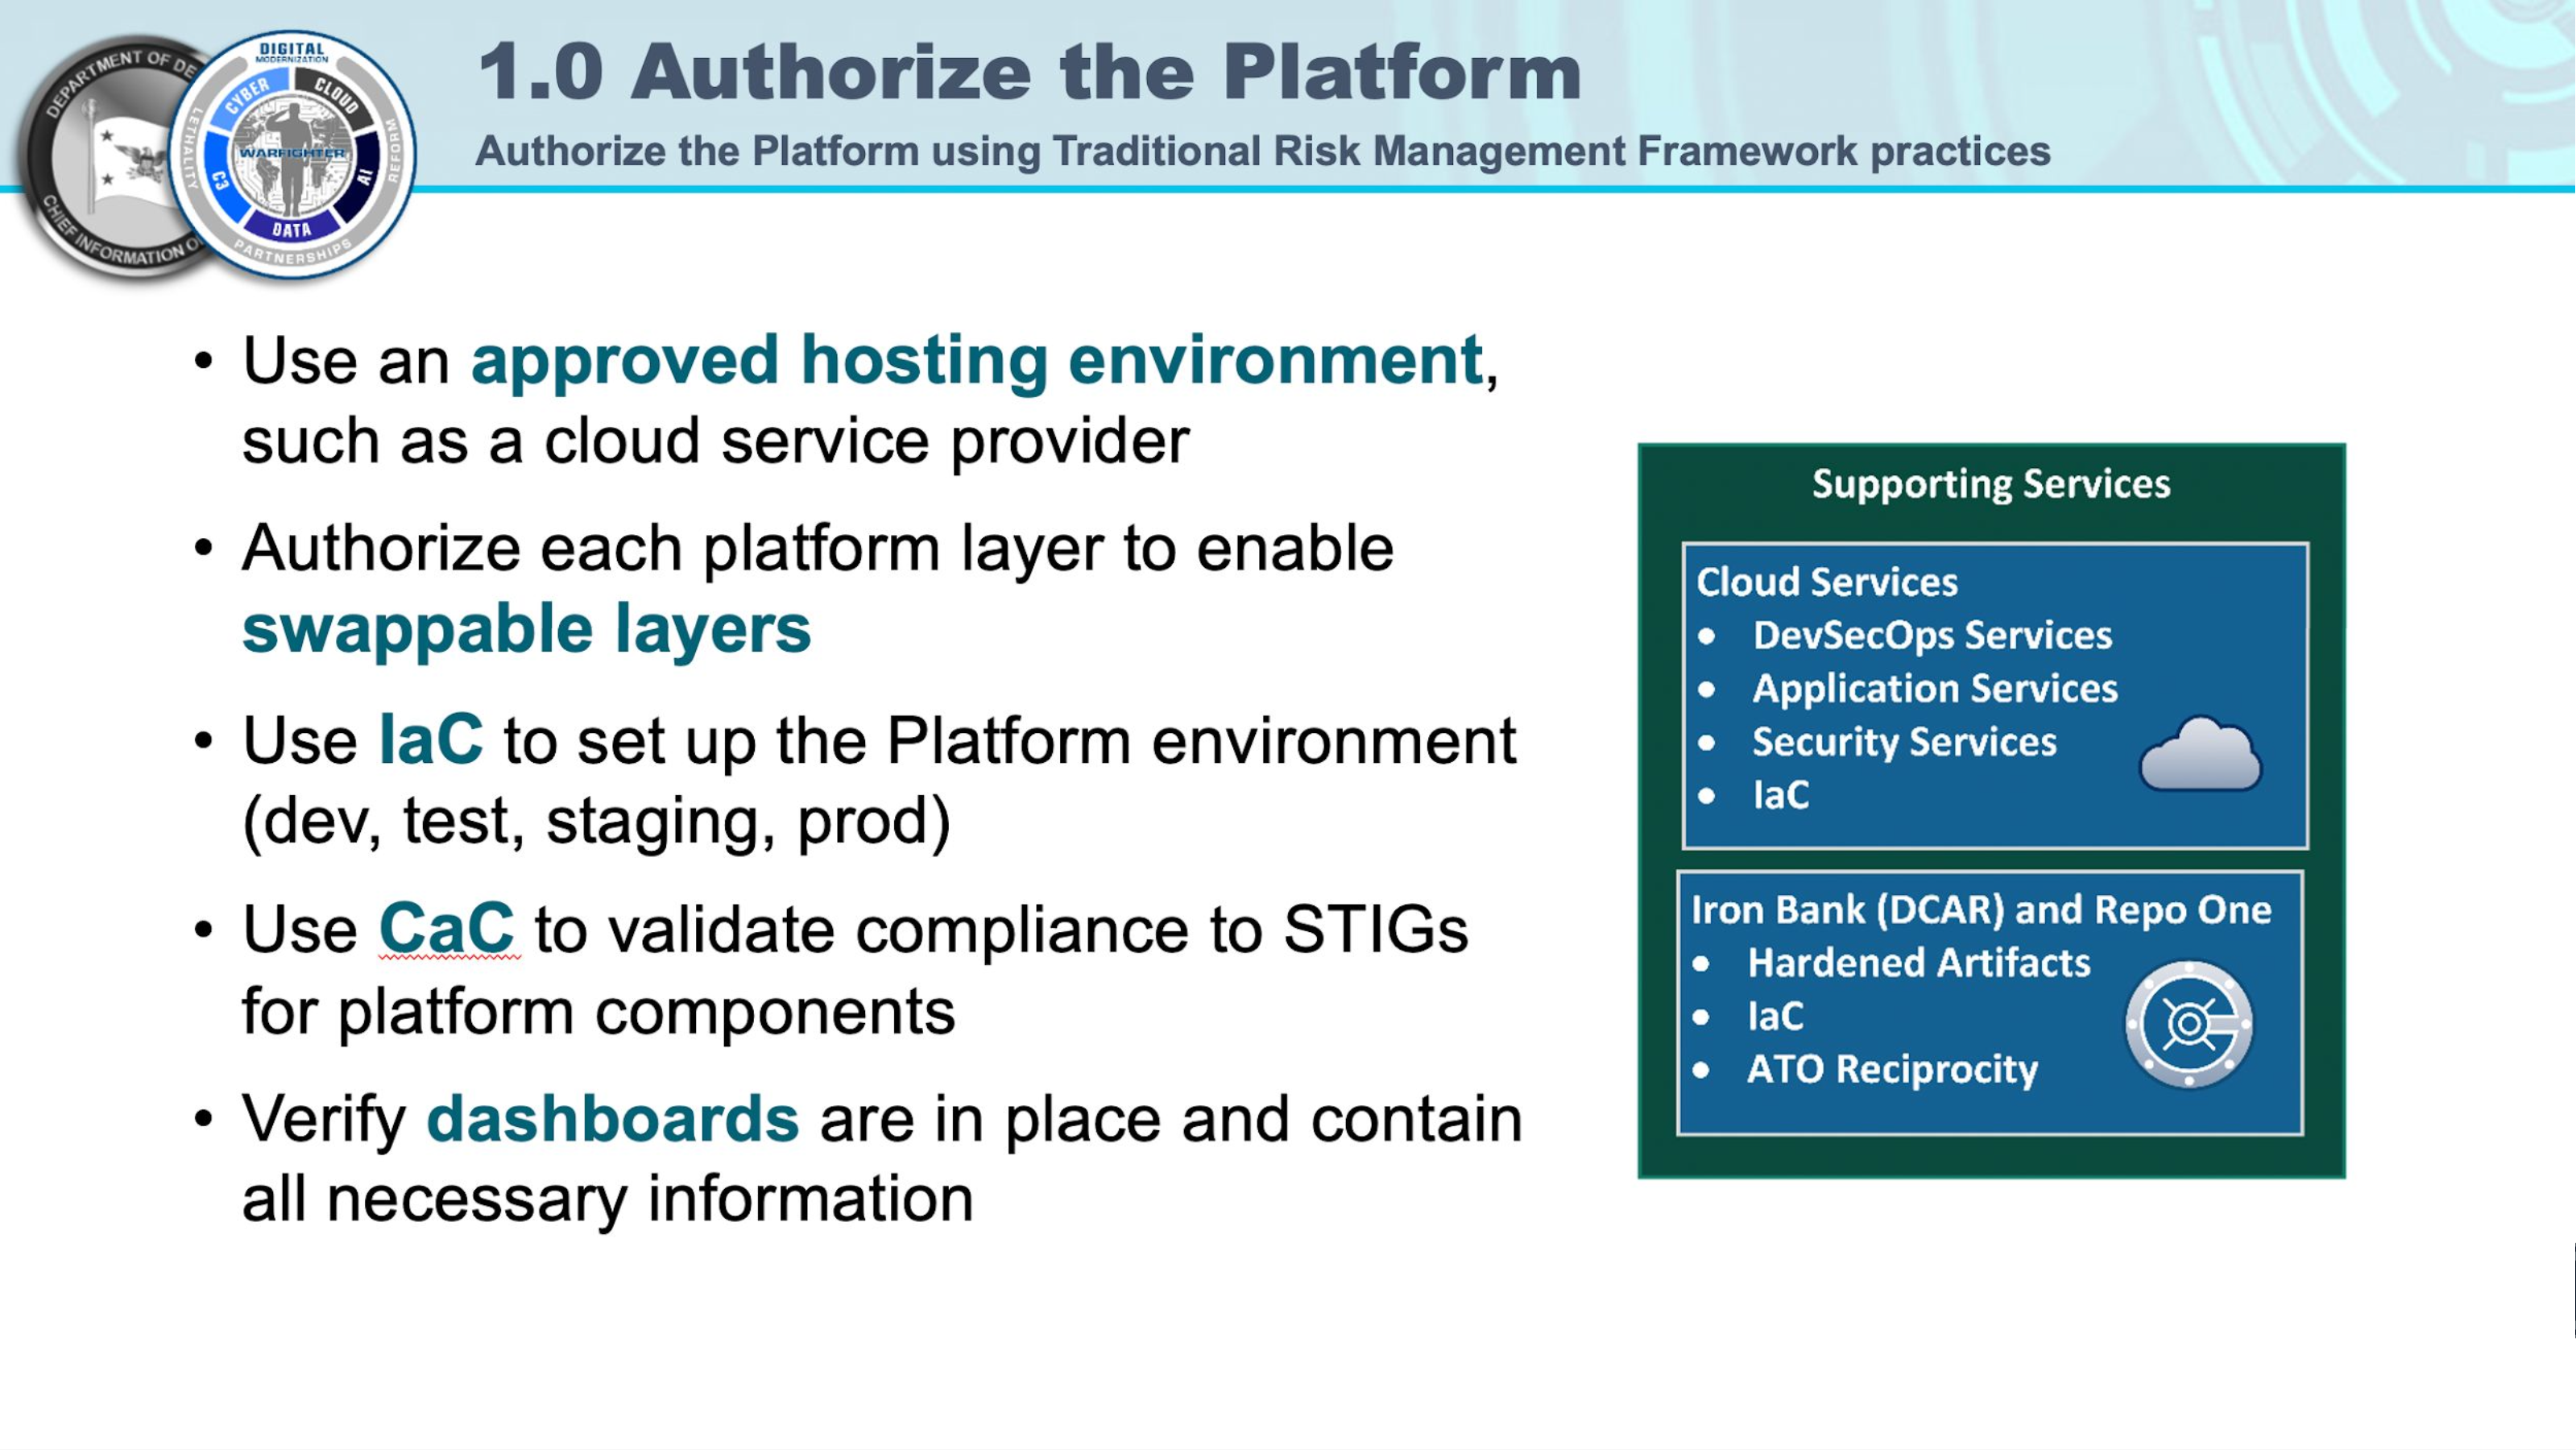 1.0 Authorize the Platform
Authorize the Platform using Traditional Risk Management Framework practices
DEPARTMENT OF DE
CHIEF INFORMATION O
DIGITAL
MODERNIZATION
CYBER
CLOUD
LETHALITY
REFORM
WARFIGHTER
C3
AI
DATA
PARTNERSHIPS
• Use an approved hosting environment,
such as a cloud service provider
• Authorize each platform layer to enable
swappable layers
• Use IaC to set up the Platform environment
(dev, test, staging, prod)
• Use CaC to validate compliance to STIGs
for platform components
• Verify dashboards are in place and contain
all necessary information
Supporting Services
Cloud Services
• DevSecOps Services
• Application Services
• Security Services
• IaC
Iron Bank (DCAR) and Repo One
• Hardened Artifacts
• IaC
• ATO Reciprocity